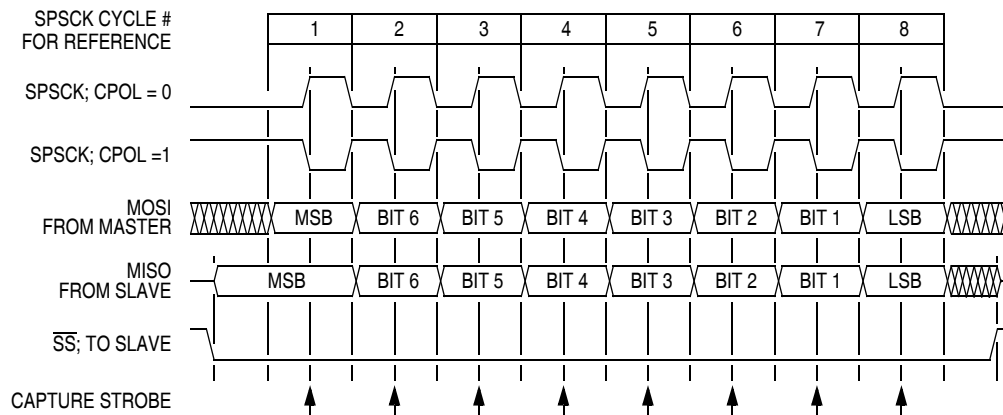 SPSCK CYCLE #
FOR REFERENCE
1 2 3 4 5 6 7 8
SPSCK; CPOL = 0
SPSCK; CPOL =1
MOSI
FROM MASTER
MSB BIT 6 BIT 5 BIT 4 BIT 3 BIT 2 BIT 1 LSB
MISO
FROM SLAVE
MSB BIT 6 BIT 5 BIT 4 BIT 3 BIT 2 BIT 1 LSB
S̅S̅; TO SLAVE
CAPTURE STROBE